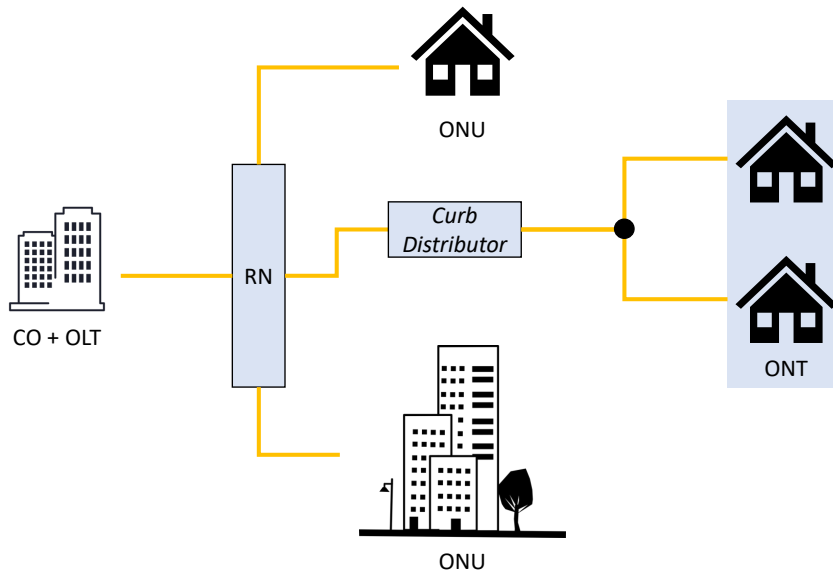 ONU
Curb
Distributor
RN
CO + OLT
ONT
ONU